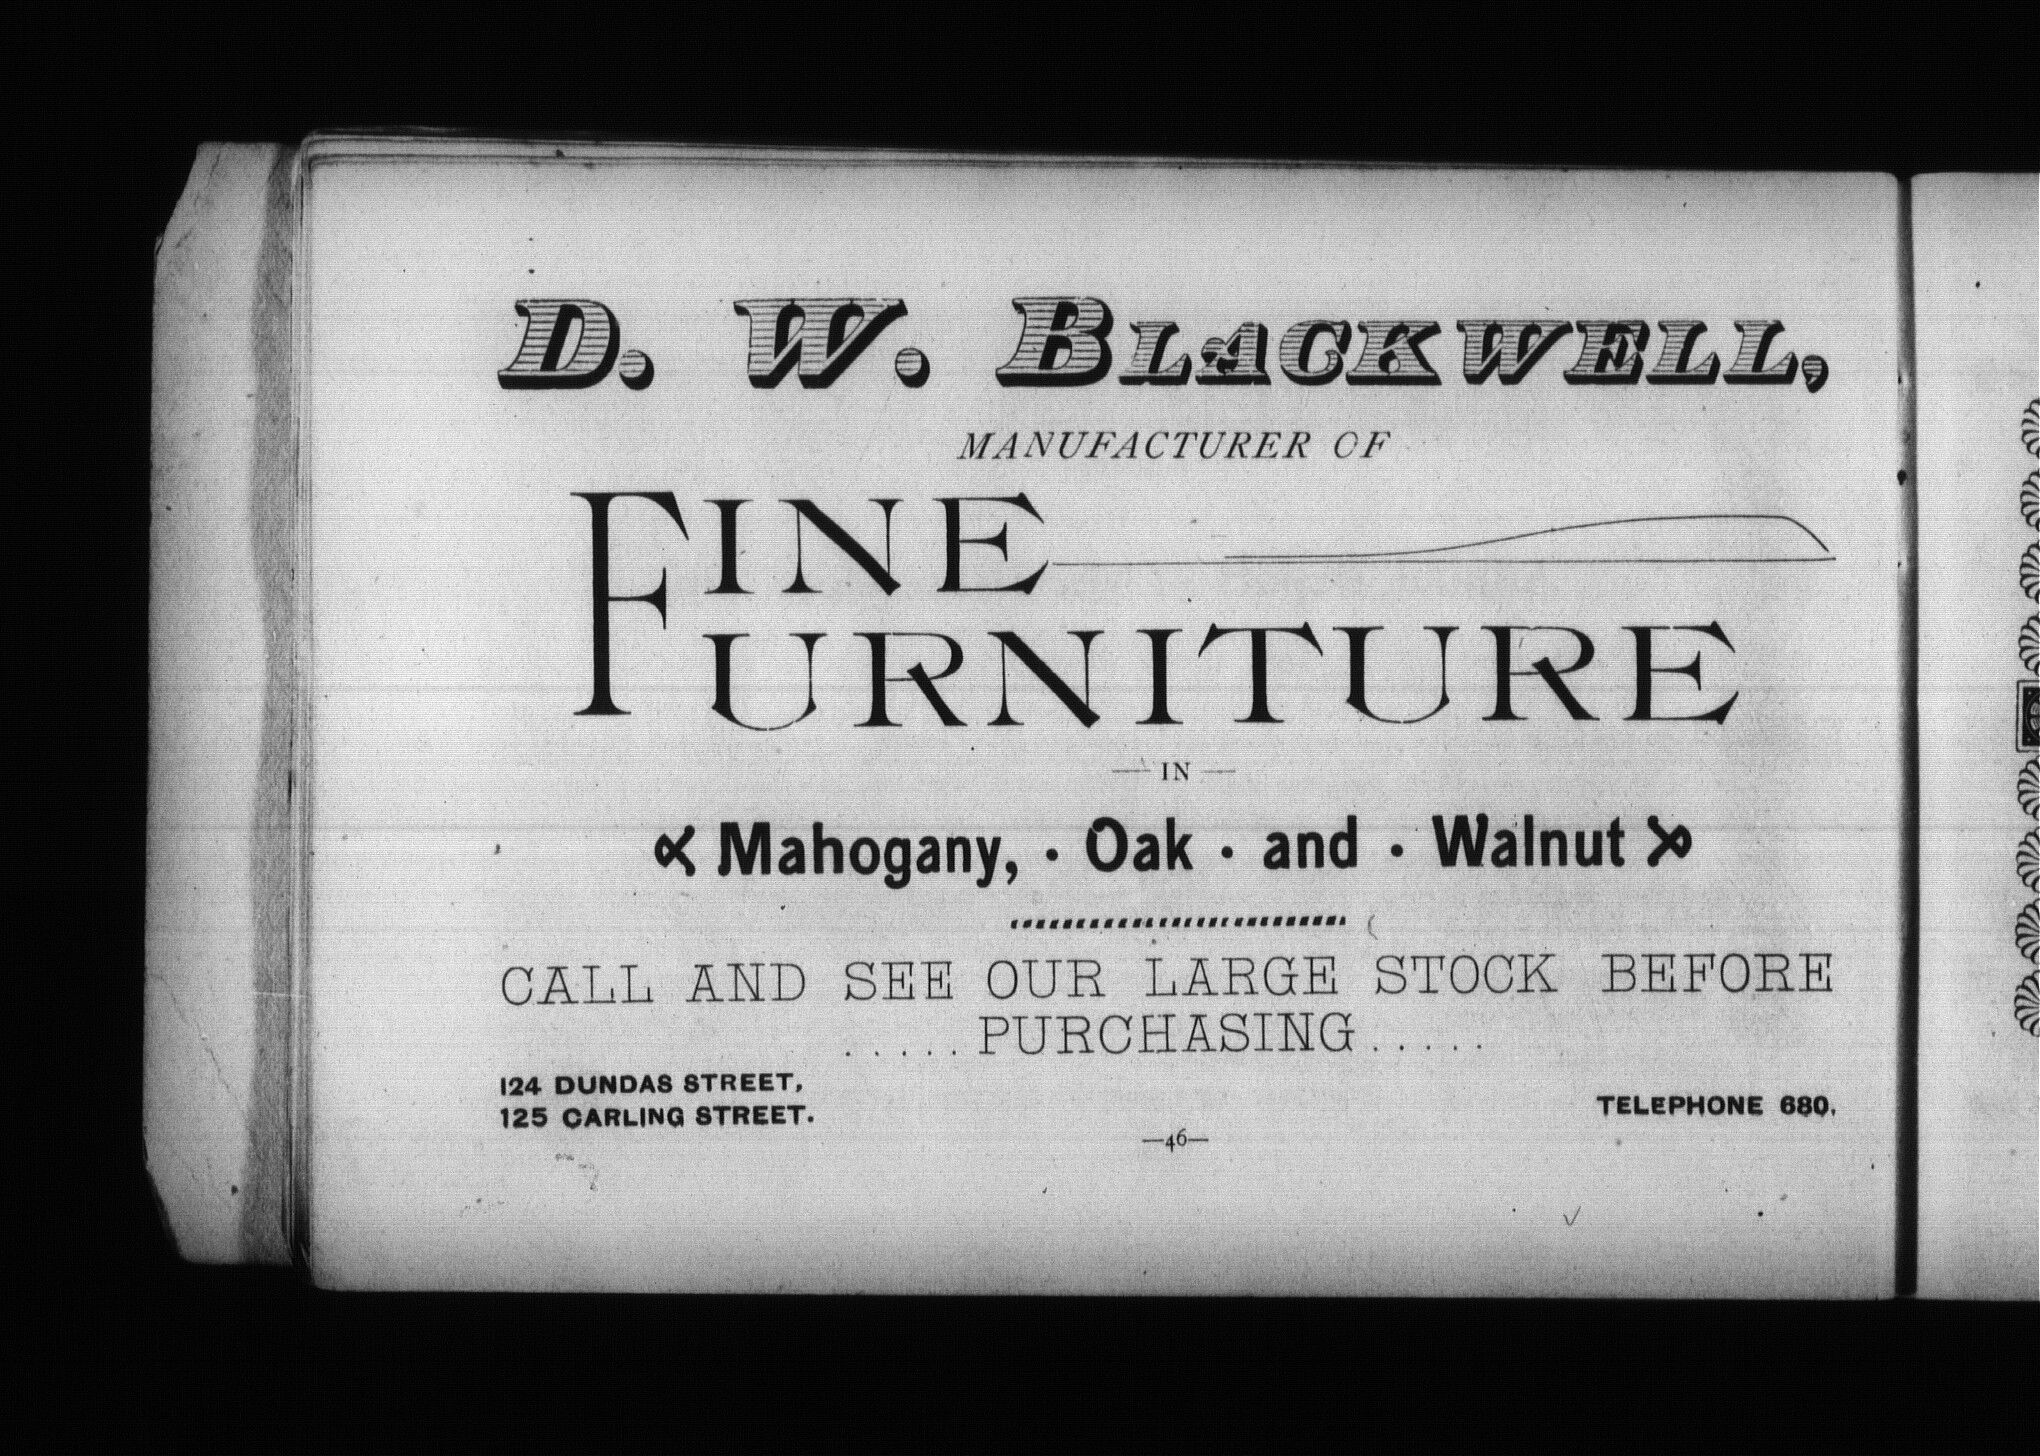 D. W. BLACKWELL,
MANUFACTURER OF
FINE
FURNITURE
— IN —
Mahogany, · Oak · and · Walnut
CALL AND SEE OUR LARGE STOCK BEFORE
.....PURCHASING.....
124 DUNDAS STREET,
125 CARLING STREET.
TELEPHONE 680.
—46—